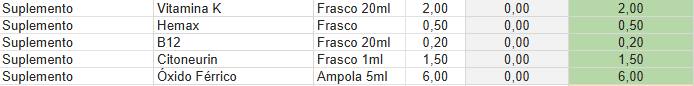 Suplemento Vitamina K Frasco 20ml 2,00 0,00 2,00
Suplemento Hemax Frasco 0,50 0,00 0,50
Suplemento B12 Frasco 20ml 0,20 0,00 0,20
Suplemento Citoneurin Frasco 1ml 1,50 0,00 1,50
Suplemento Óxido Férrico Ampola 5ml 6,00 0,00 6,00